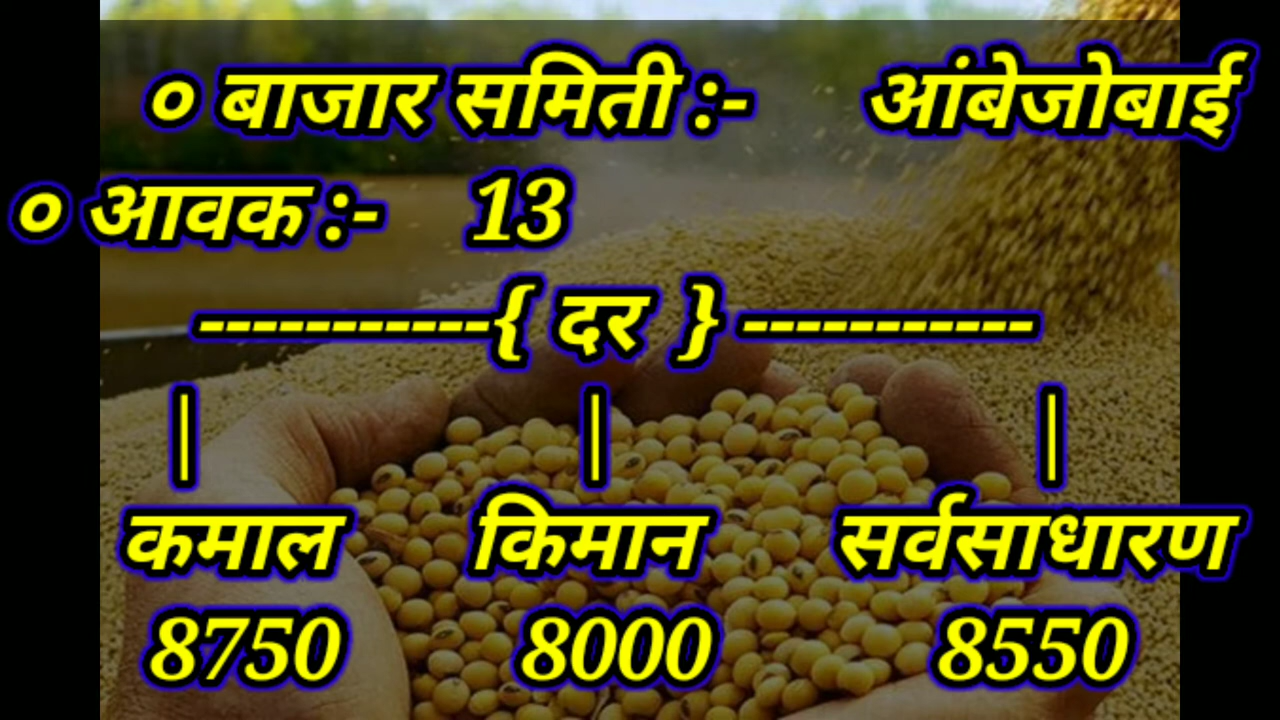 ० बाजार समिती :- आंबेजोबाई
० आवक :- 13
-----------{ दर } -----------
| | |
कमाल किमान सर्वसाधारण
8750 8000 8550